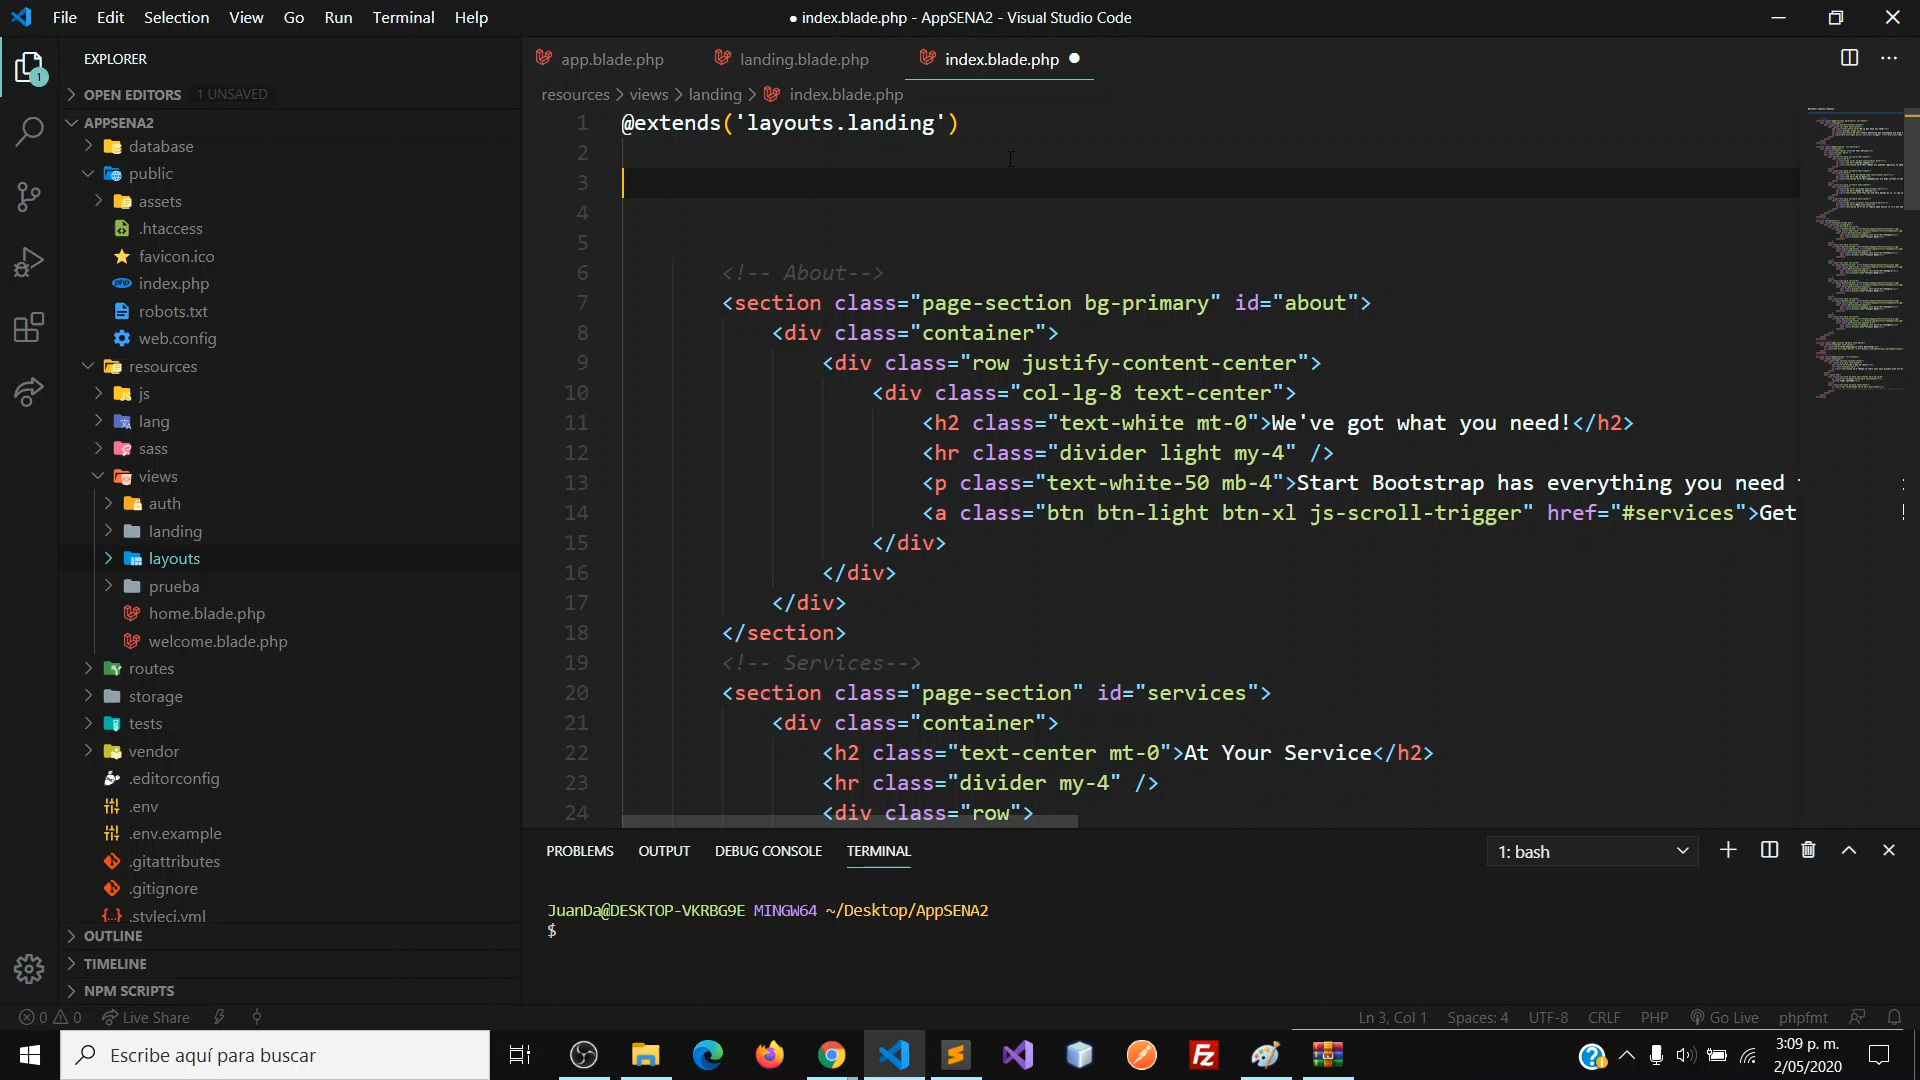 File Edit Selection View Go Run Terminal Help
● index.blade.php - AppSENA2 - Visual Studio Code
EXPLORER
OPEN EDITORS 1 UNSAVED
APPSENA2
database
public
assets
.htaccess
favicon.ico
index.php
robots.txt
web.config
resources
js
lang
sass
views
auth
landing
layouts
prueba
home.blade.php
welcome.blade.php
routes
storage
tests
vendor
.editorconfig
.env
.env.example
.gitattributes
.gitignore
.styleci.yml
OUTLINE
TIMELINE
NPM SCRIPTS
1
app.blade.php landing.blade.php index.blade.php
resources > views > landing > index.blade.php
1 @extends('layouts.landing')
2
3
4
5
6 <!-- About-->
7 <section class="page-section bg-primary" id="about">
8 <div class="container">
9 <div class="row justify-content-center">
10 <div class="col-lg-8 text-center">
11 <h2 class="text-white mt-0">We've got what you need!</h2>
12 <hr class="divider light my-4" />
13 <p class="text-white-50 mb-4">Start Bootstrap has everything you need
14 <a class="btn btn-light btn-xl js-scroll-trigger" href="#services">Get
15 </div>
16 </div>
17 </div>
18 </section>
19 <!-- Services-->
20 <section class="page-section" id="services">
21 <div class="container">
22 <h2 class="text-center mt-0">At Your Service</h2>
23 <hr class="divider my-4" />
24 <div class="row">
PROBLEMS OUTPUT DEBUG CONSOLE TERMINAL
1: bash
JuanDa@DESKTOP-VKRBG9E MINGW64 ~/Desktop/AppSENA2
$
0 0 Live Share
Ln 3, Col 1 Spaces: 4 UTF-8 CRLF PHP Go Live phpfmt
Escribe aquí para buscar
3:09 p. m.
2/05/2020